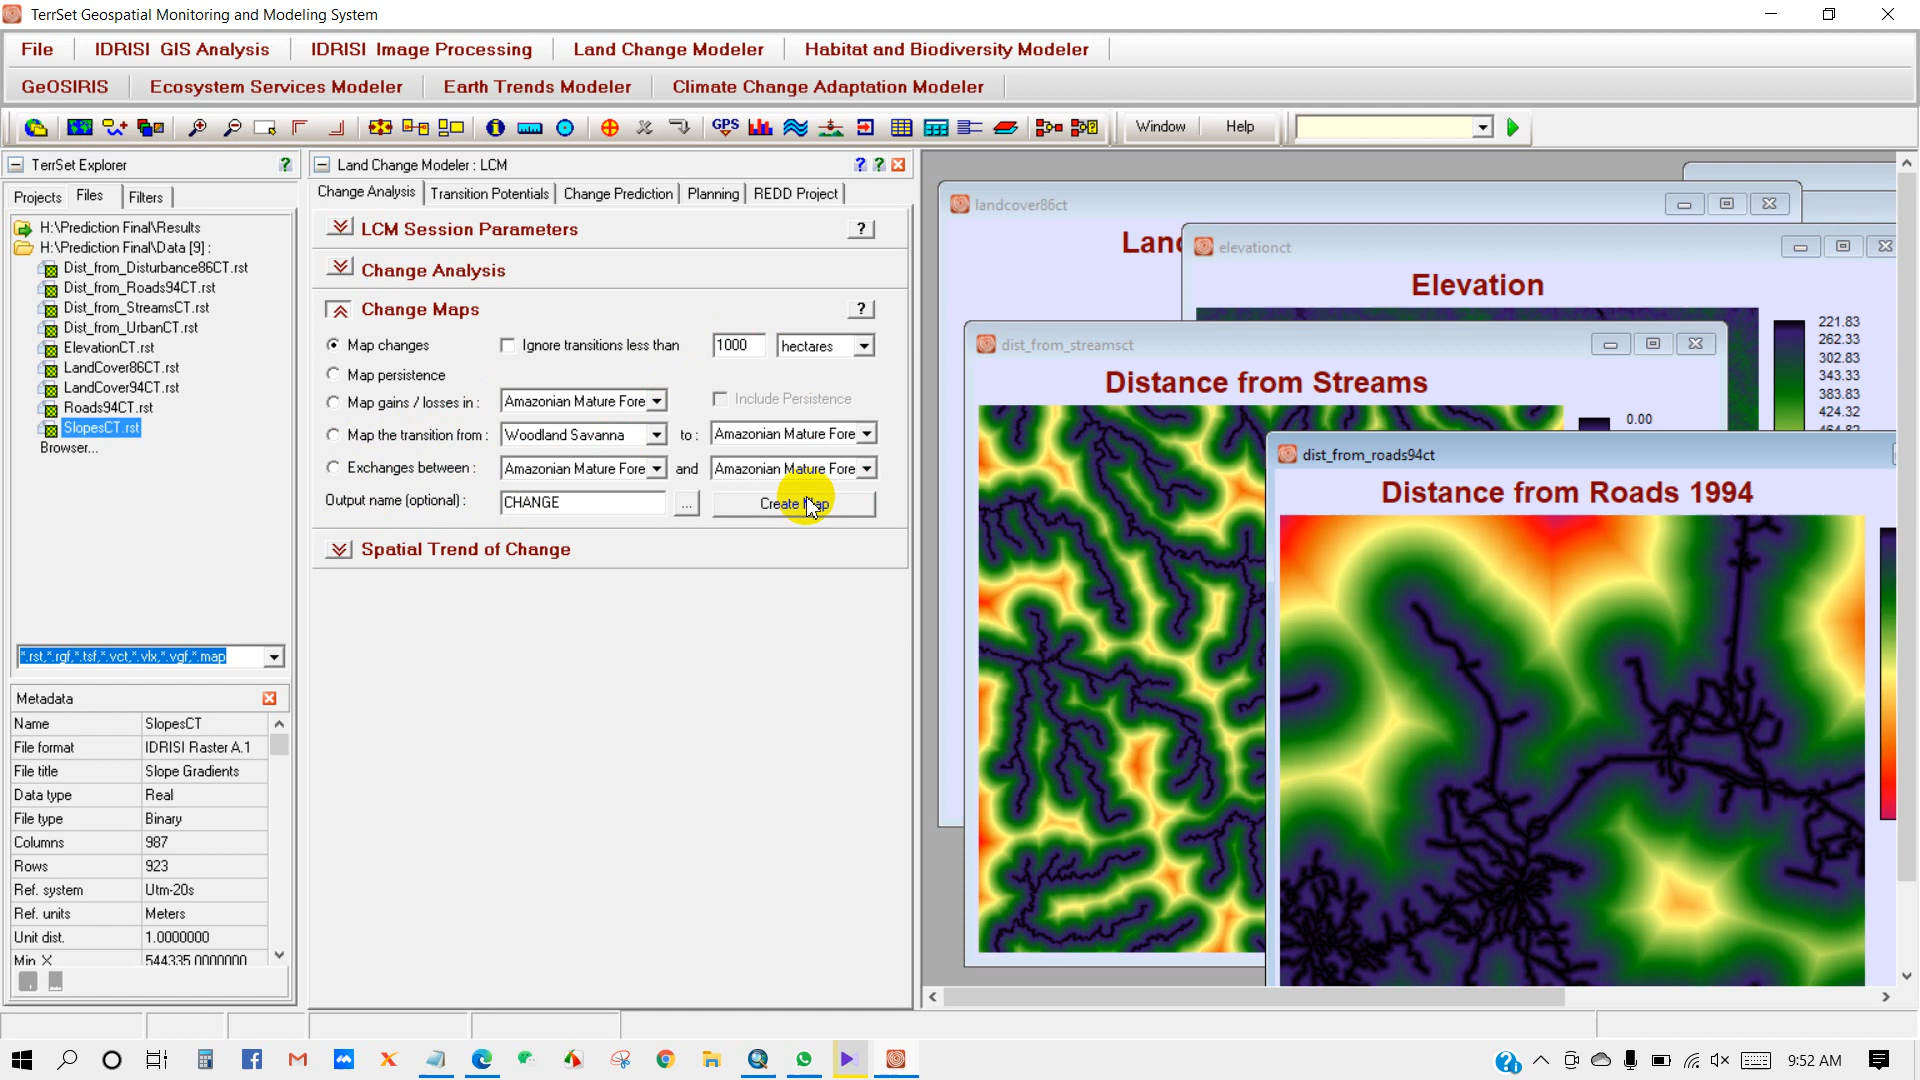 TerrSet Geospatial Monitoring and Modeling System
File
IDRISI GIS Analysis
IDRISI Image Processing
Land Change Modeler
Habitat and Biodiversity Modeler
GeOSIRIS
Ecosystem Services Modeler
Earth Trends Modeler
Climate Change Adaptation Modeler
GPS
Window
Help
TerrSet Explorer
?
Projects
Files
Filters
H:\Prediction Final\Results
H:\Prediction Final\Data [9] :
Dist_from_Disturbance86CT.rst
Dist_from_Roads94CT.rst
Dist_from_StreamsCT.rst
Dist_from_UrbanCT.rst
ElevationCT.rst
LandCover86CT.rst
LandCover94CT.rst
Roads94CT.rst
SlopesCT.rst
Browser...
*.rst,*.rgf,*.tsf,*.vct,*.vlx,*.vgf,*.map
Metadata
Name SlopesCT
File format IDRISI Raster A.1
File title Slope Gradients
Data type Real
File type Binary
Columns 987
Rows 923
Ref. system Utm-20s
Ref. units Meters
Unit dist. 1.0000000
Min X 544335.0000000
Land Change Modeler : LCM
? ?
Change Analysis
Transition Potentials
Change Prediction
Planning
REDD Project
LCM Session Parameters
?
Change Analysis
Change Maps
?
Map changes
Ignore transitions less than
1000
hectares
Map persistence
Map gains / losses in :
Amazonian Mature Fore
Include Persistence
Map the transition from :
Woodland Savanna
to :
Amazonian Mature Fore
Exchanges between :
Amazonian Mature Fore
and
Amazonian Mature Fore
Output name (optional) :
CHANGE
...
Create Map
Spatial Trend of Change
landcover86ct
Lanc
elevationct
Elevation
221.83
262.33
302.83
343.33
383.83
424.32
464.82
dist_from_streamsct
Distance from Streams
0.00
dist_from_roads94ct
Distance from Roads 1994
9:52 AM